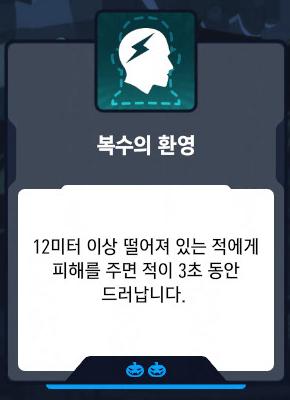 복수의 환영
12미터 이상 떨어져 있는 적에게
피해를 주면 적이 3초 동안
드러납니다.